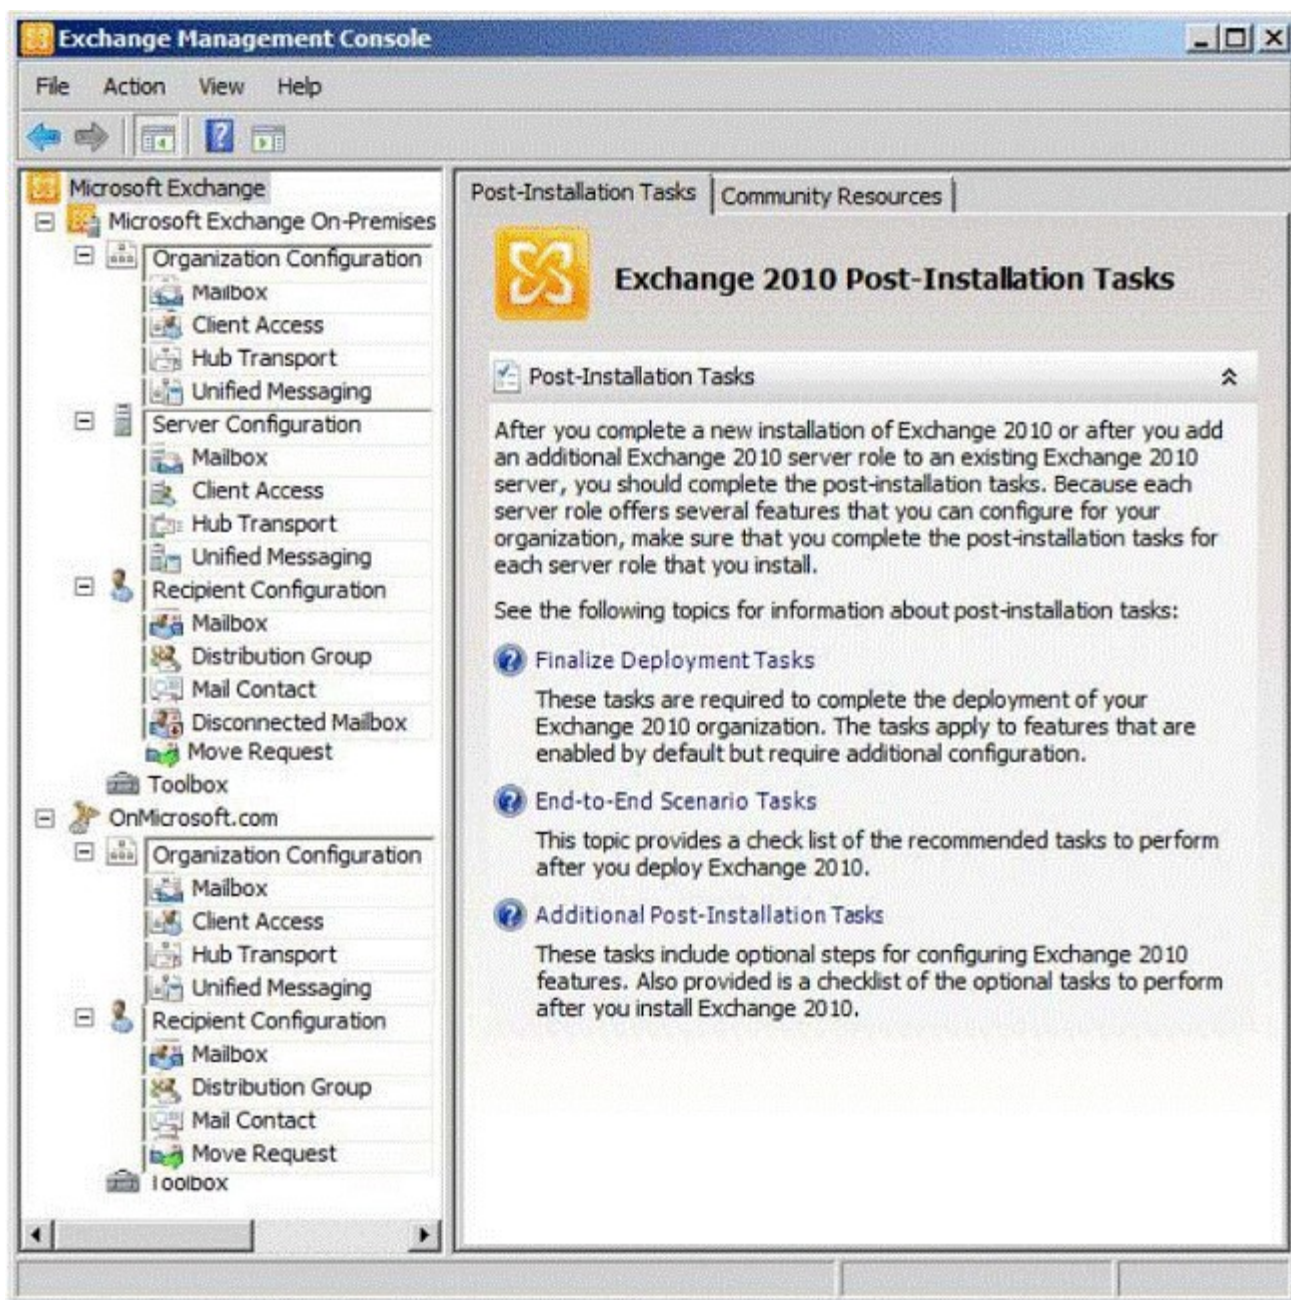 Exchange Management Console
File Action View Help
Microsoft Exchange
Microsoft Exchange On-Premises
Organization Configuration
Mailbox
Client Access
Hub Transport
Unified Messaging
Server Configuration
Mailbox
Client Access
Hub Transport
Unified Messaging
Recipient Configuration
Mailbox
Distribution Group
Mail Contact
Disconnected Mailbox
Move Request
Toolbox
OnMicrosoft.com
Organization Configuration
Mailbox
Client Access
Hub Transport
Unified Messaging
Recipient Configuration
Mailbox
Distribution Group
Mail Contact
Move Request
Toolbox
Post-Installation Tasks Community Resources
Exchange 2010 Post-Installation Tasks
Post-Installation Tasks
After you complete a new installation of Exchange 2010 or after you add
an additional Exchange 2010 server role to an existing Exchange 2010
server, you should complete the post-installation tasks. Because each
server role offers several features that you can configure for your
organization, make sure that you complete the post-installation tasks for
each server role that you install.
See the following topics for information about post-installation tasks:
Finalize Deployment Tasks
These tasks are required to complete the deployment of your
Exchange 2010 organization. The tasks apply to features that are
enabled by default but require additional configuration.
End-to-End Scenario Tasks
This topic provides a check list of the recommended tasks to perform
after you deploy Exchange 2010.
Additional Post-Installation Tasks
These tasks include optional steps for configuring Exchange 2010
features. Also provided is a checklist of the optional tasks to perform
after you install Exchange 2010.